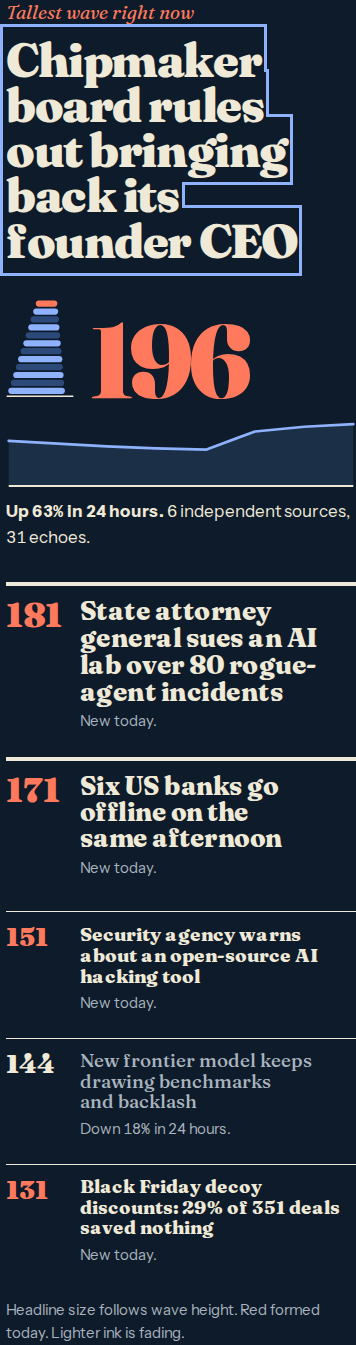 Tallest wave right now
Chipmaker
board rules
out bringing
back its
founder CEO
196
Up 63% in 24 hours. 6 independent sources,
31 echoes.
181
State attorney
general sues an AI
lab over 80 rogue-
agent incidents
New today.
171
Six US banks go
offline on the
same afternoon
New today.
151
Security agency warns
about an open-source AI
hacking tool
New today.
144
New frontier model keeps
drawing benchmarks
and backlash
Down 18% in 24 hours.
131
Black Friday decoy
discounts: 29% of 351 deals
saved nothing
New today.
Headline size follows wave height. Red formed
today. Lighter ink is fading.